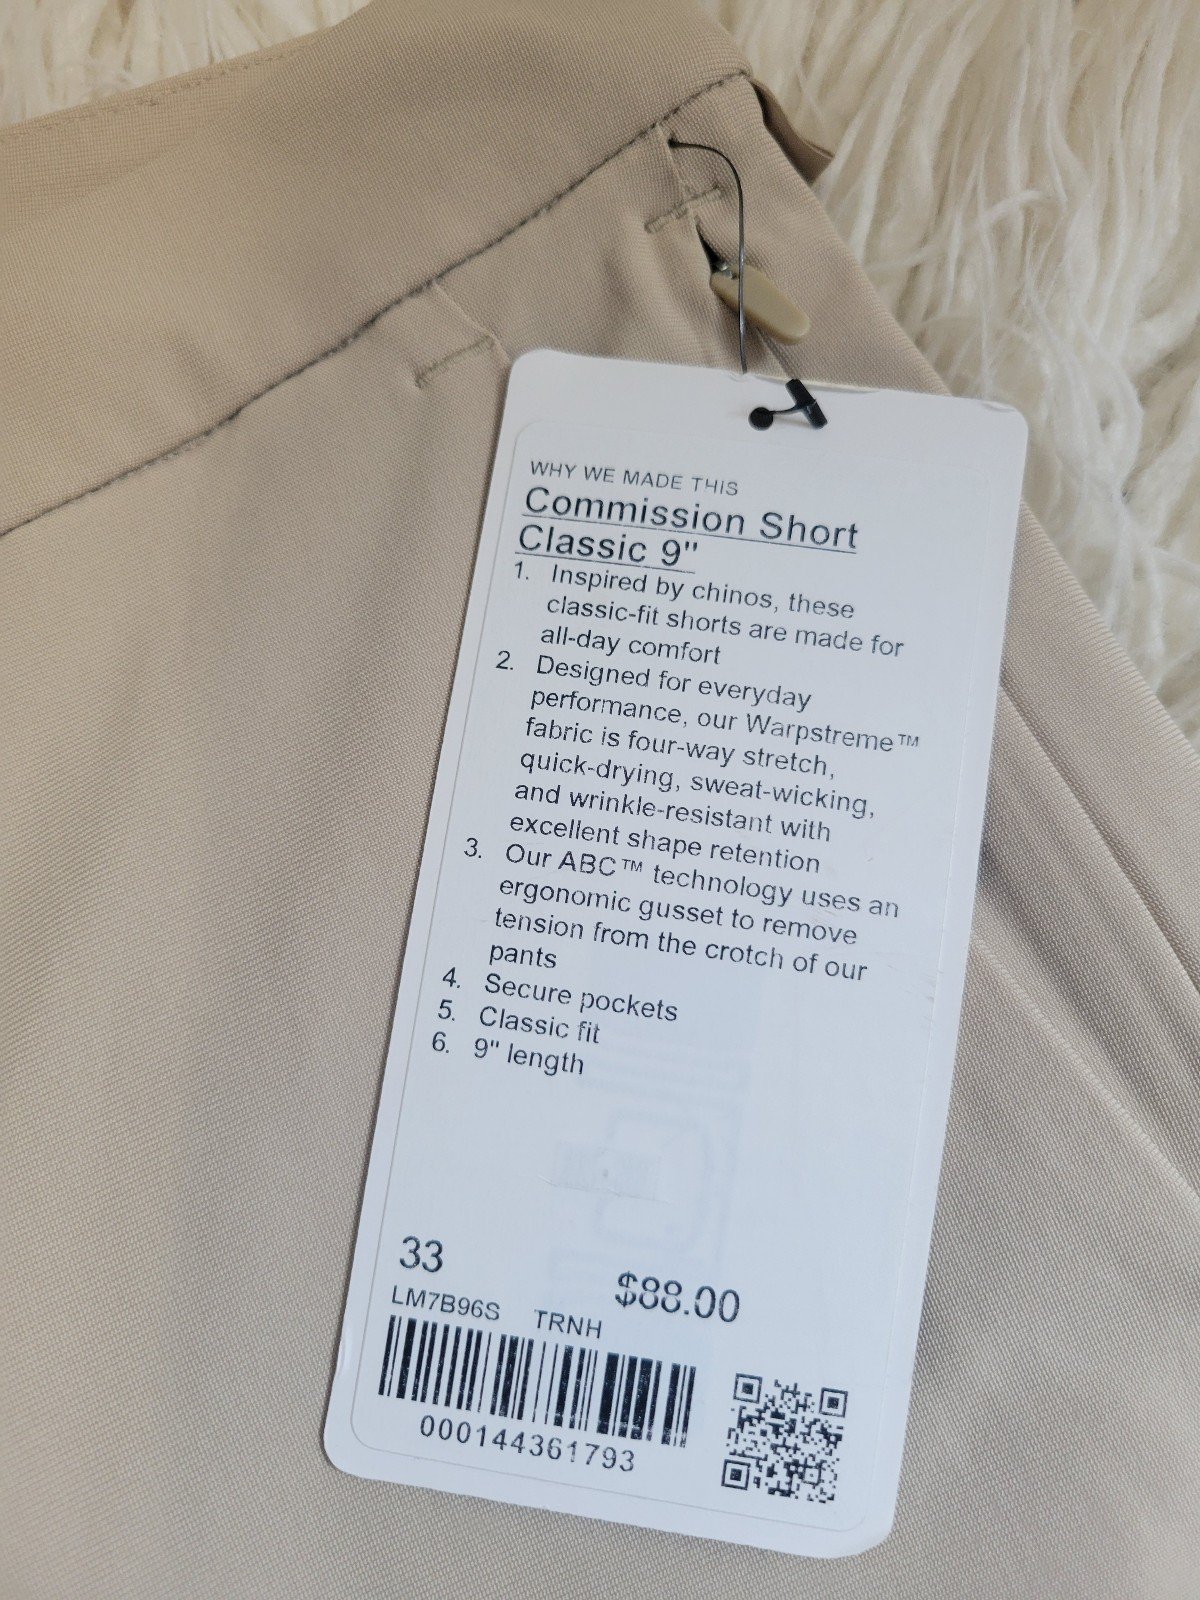 WHY WE MADE THIS
Commission Short
Classic 9"
1. Inspired by chinos, these
classic-fit shorts are made for
all-day comfort
2. Designed for everyday
performance, our Warpstreme™
fabric is four-way stretch,
quick-drying, sweat-wicking,
and wrinkle-resistant with
excellent shape retention
3. Our ABC™ technology uses an
ergonomic gusset to remove
tension from the crotch of our
pants
4. Secure pockets
5. Classic fit
6. 9" length
33
$88.00
LM7B96S TRNH
000144361793